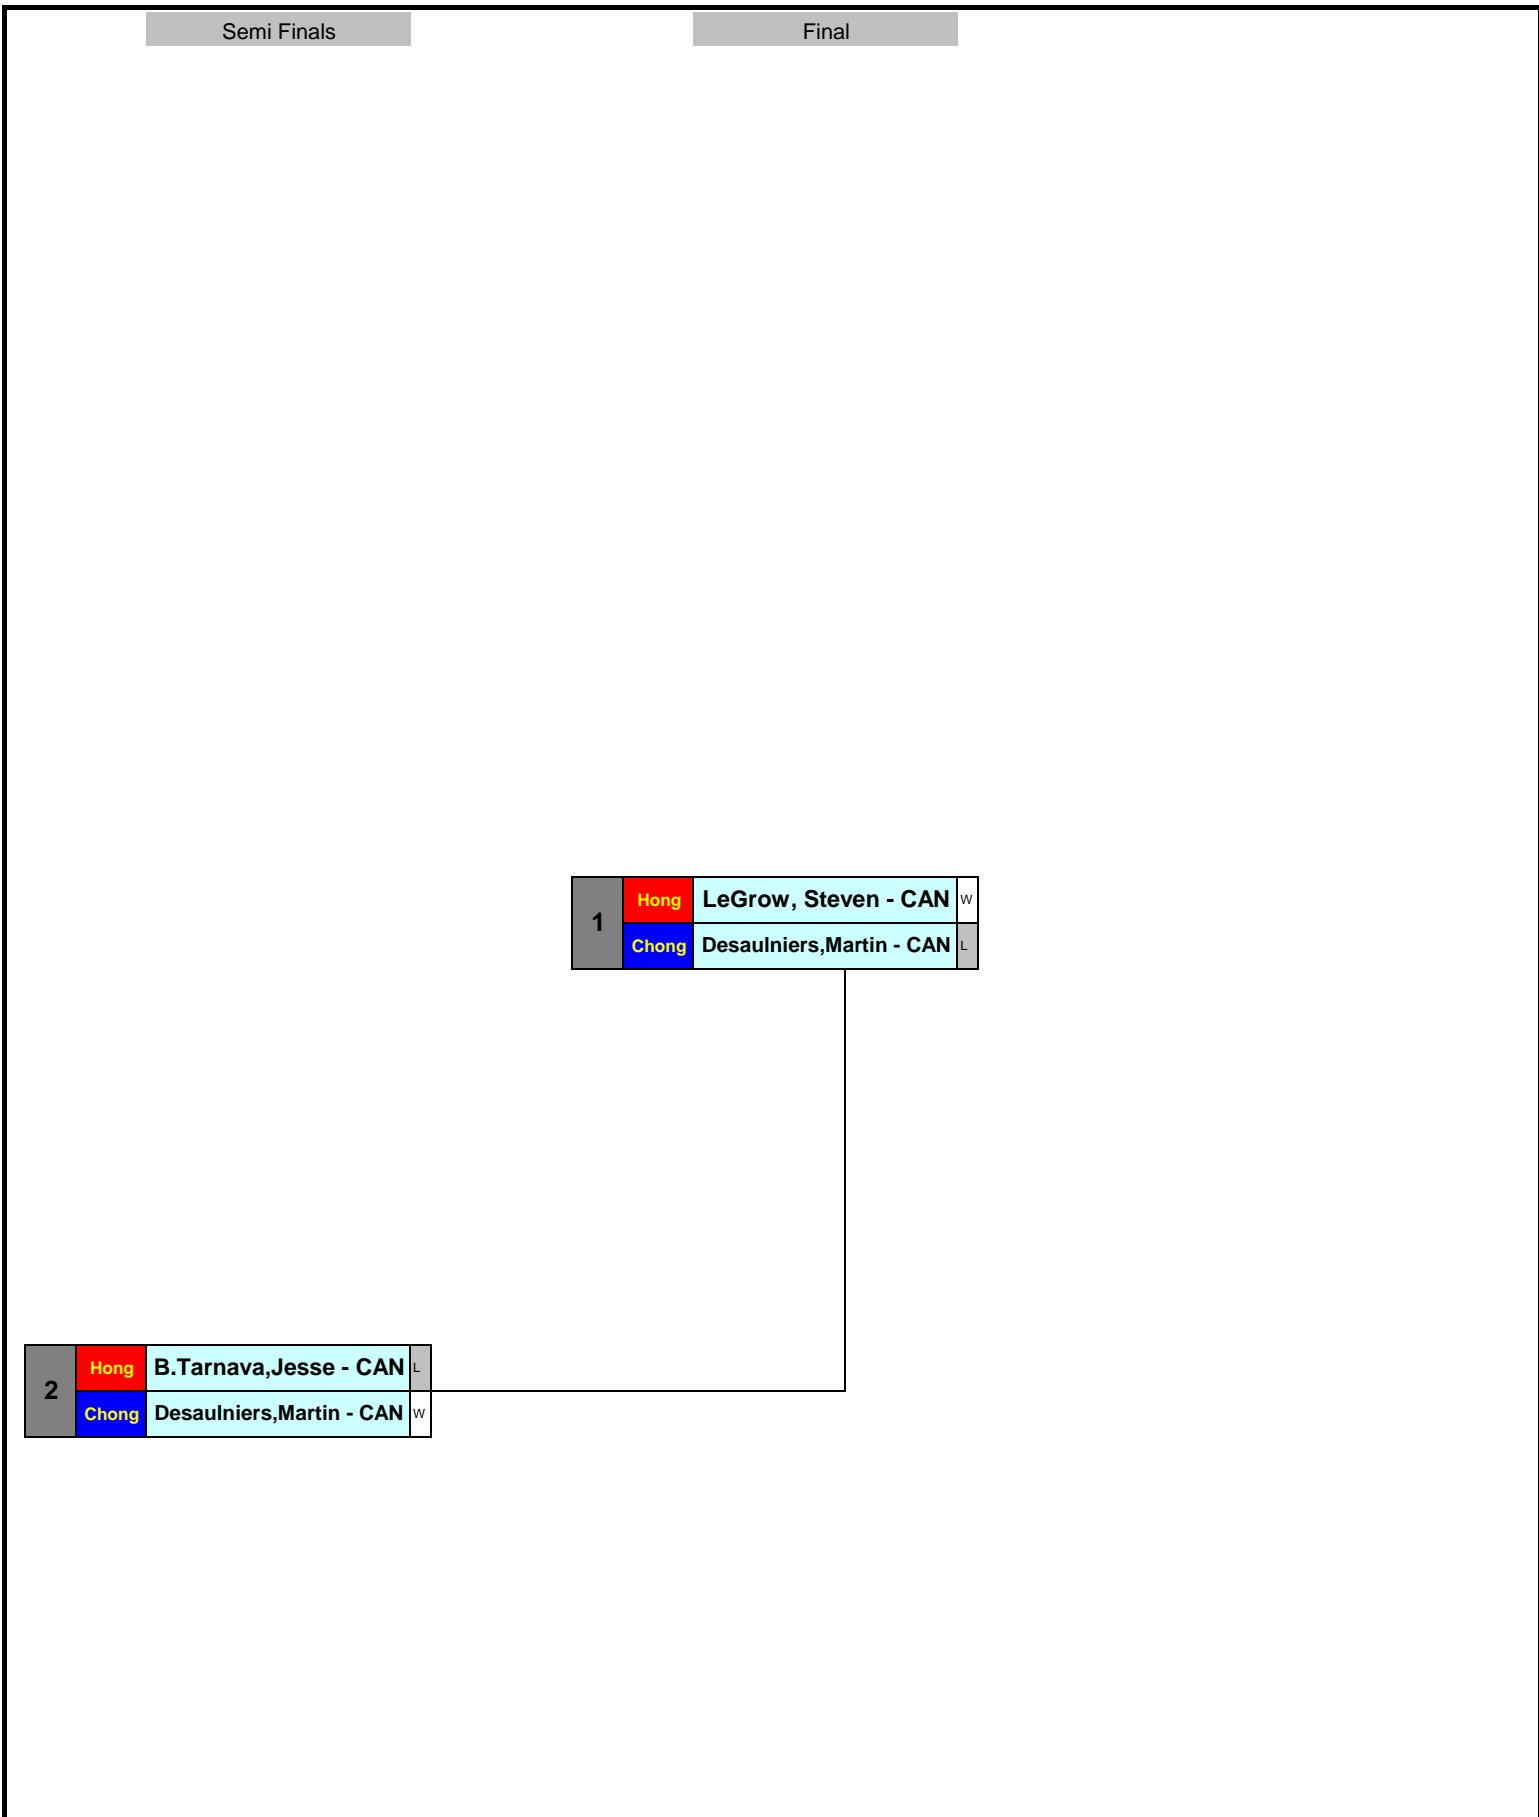 Semi Finals Final
1
Hong LeGrow, Steven - CAN W
Chong Desaulniers,Martin - CAN L
2
Hong B.Tarnava,Jesse - CAN L
Chong Desaulniers,Martin - CAN W